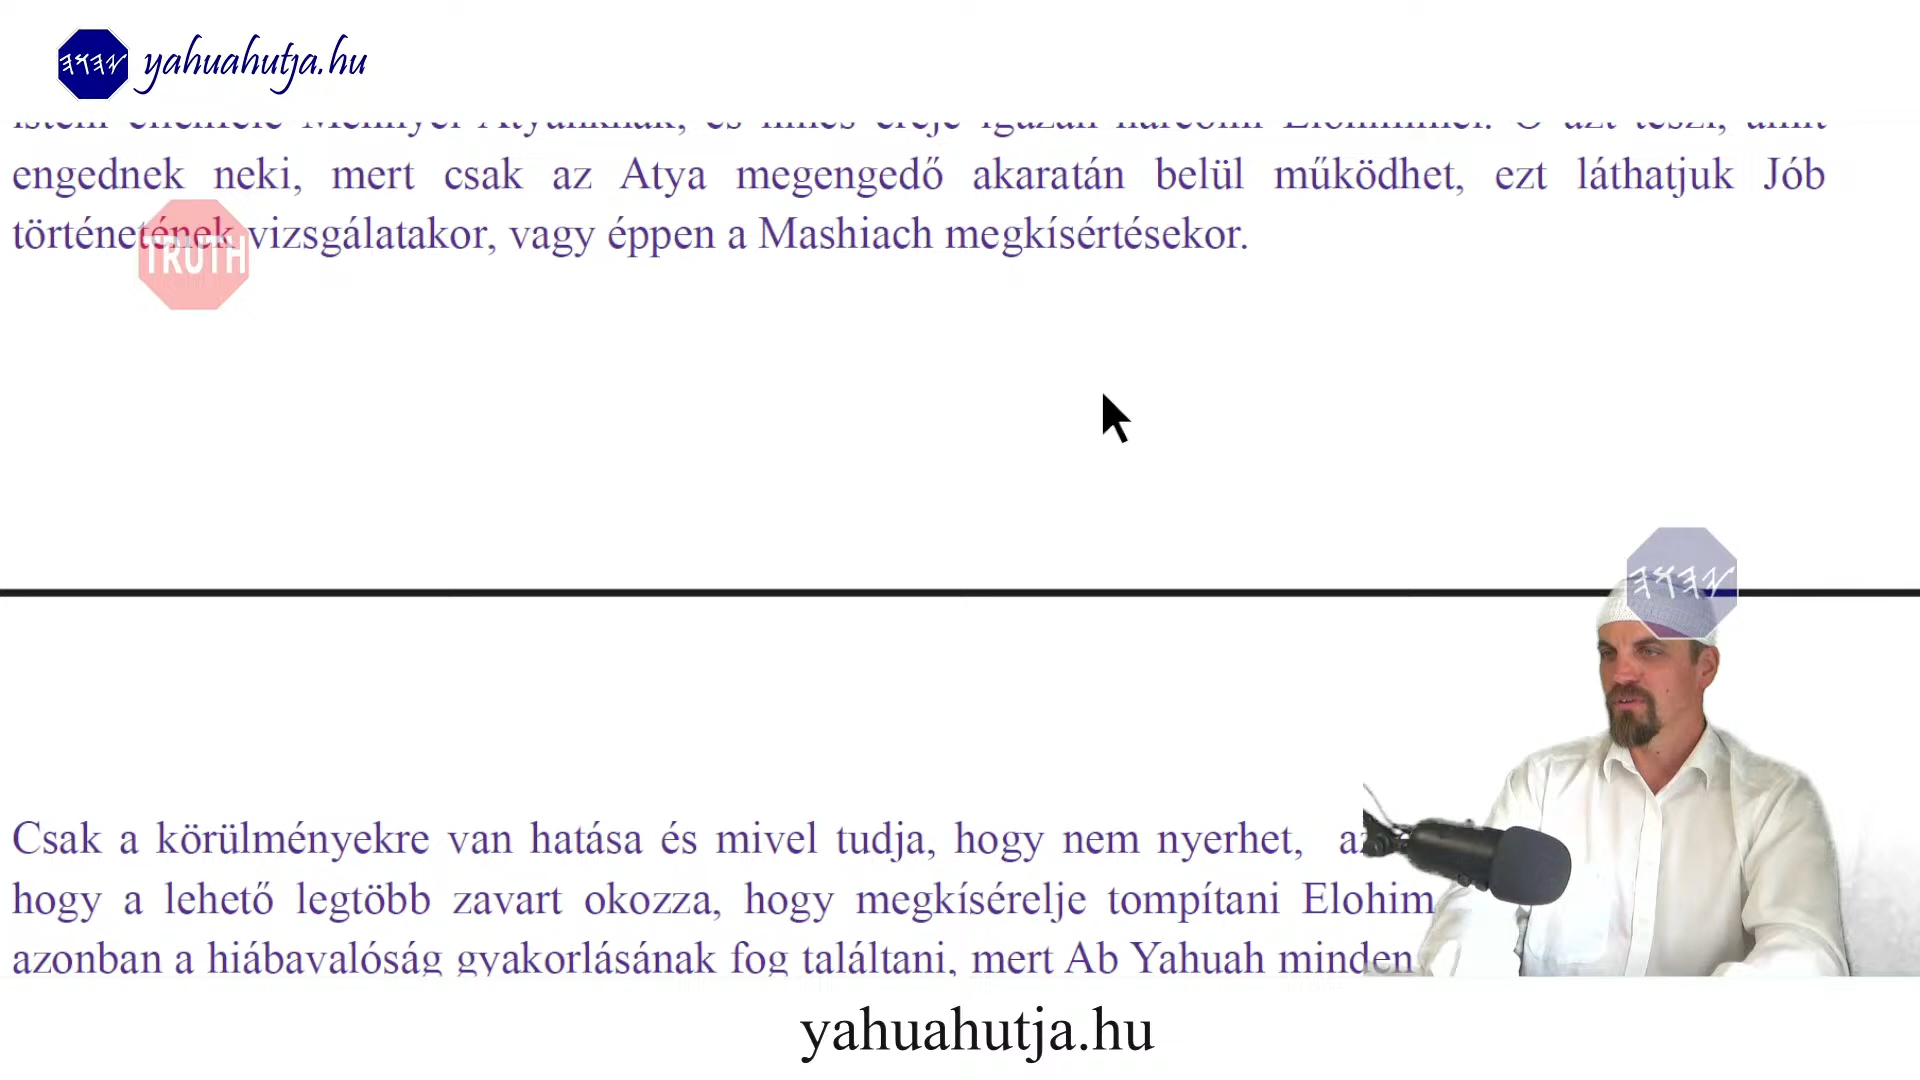 yahuahutja.hu
engednek neki, mert csak az Atya megengedő akaratán belül működhet, ezt láthatjuk Jób
történetének vizsgálatakor, vagy éppen a Mashiach megkísértésekor.
TRUTH
Csak a körülményekre van hatása és mivel tudja, hogy nem nyerhet,
hogy a lehető legtöbb zavart okozza, hogy megkísérelje tompítani Elohim
azonban a hiábavalóság gyakorlásának fog találtani, mert Ab Yahuah minden
yahuahutja.hu